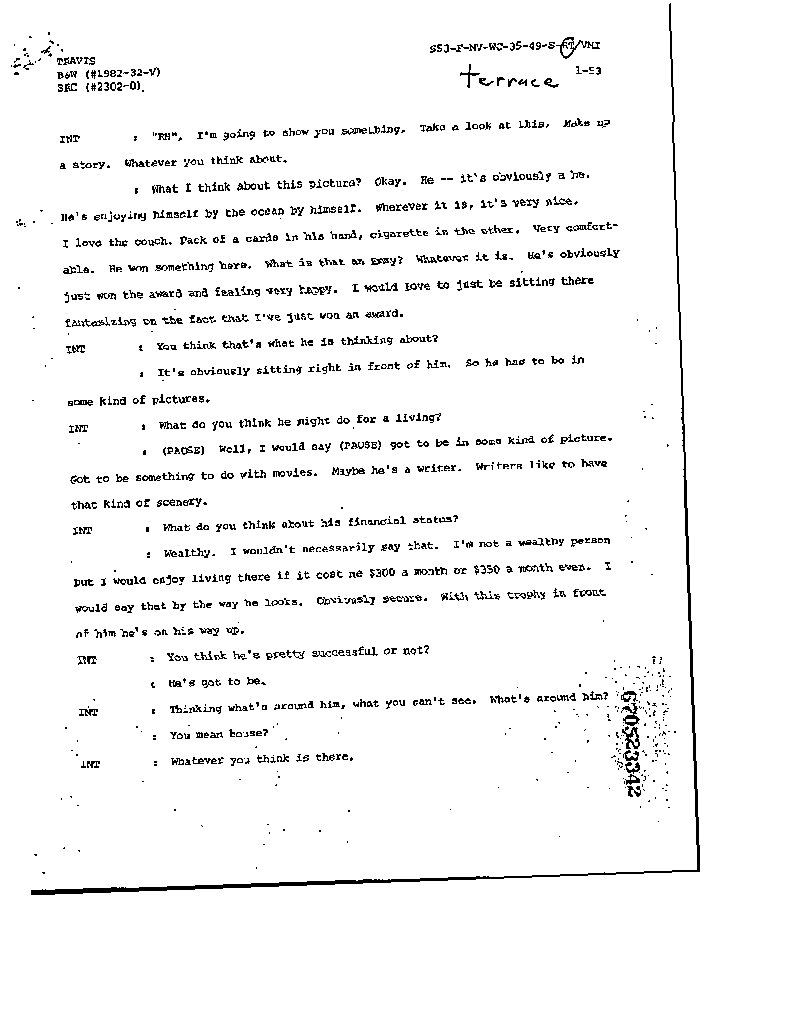 TRAVIS
B&W (#1982-32-V)
SRC (#2302-0)
SS3-F-NV-WC-35-49-S-RT/VMI
terrace 1-53
INT : "RH", I'm going to show you something. Take a look at this. Make up
a story. Whatever you think about.
: What I think about this picture? Okay. He -- it's obviously a he.
He's enjoying himself by the ocean by himself. Wherever it is, it's very nice.
I love the couch. Pack of a cards in his hand, cigarette in the other. Very comfort-
able. He won something here. What is that an Emmy? Whatever it is. He's obviously
just won the award and feeling very happy. I would love to just be sitting there
fantasizing on the fact that I've just won an award.
INT : You think that's what he is thinking about?
: It's obviously sitting right in front of him. So he has to be in
some kind of pictures.
INT : What do you think he might do for a living?
: (PAUSE) Well, I would say (PAUSE) got to be in some kind of picture.
Got to be something to do with movies. Maybe he's a writer. Writers like to have
that kind of scenery.
INT : What do you think about his financial status?
: Wealthy. I wouldn't necessarily say that. I'm not a wealthy person
but I would enjoy living there if it cost me $300 a month or $350 a month even. I
would say that by the way he looks. Obviously secure. With this trophy in front
of him he's on his way up.
INT : You think he's pretty successful or not?
: He's got to be.
INT : Thinking what's around him, what you can't see. What's around him?
: You mean house?
INT : Whatever you think is there.
670523342